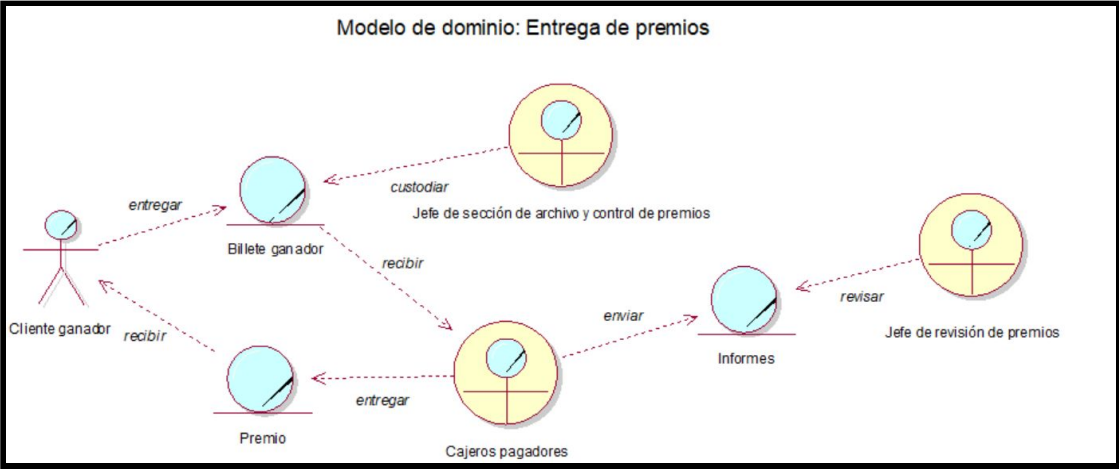 Modelo de dominio: Entrega de premios
custodiar
Jefe de sección de archivo y control de premios
entregar
Billete ganador
recibir
revisar
Jefe de revisión de premios
Cliente ganador
recibir
enviar
Informes
entregar
Premio
Cajeros pagadores